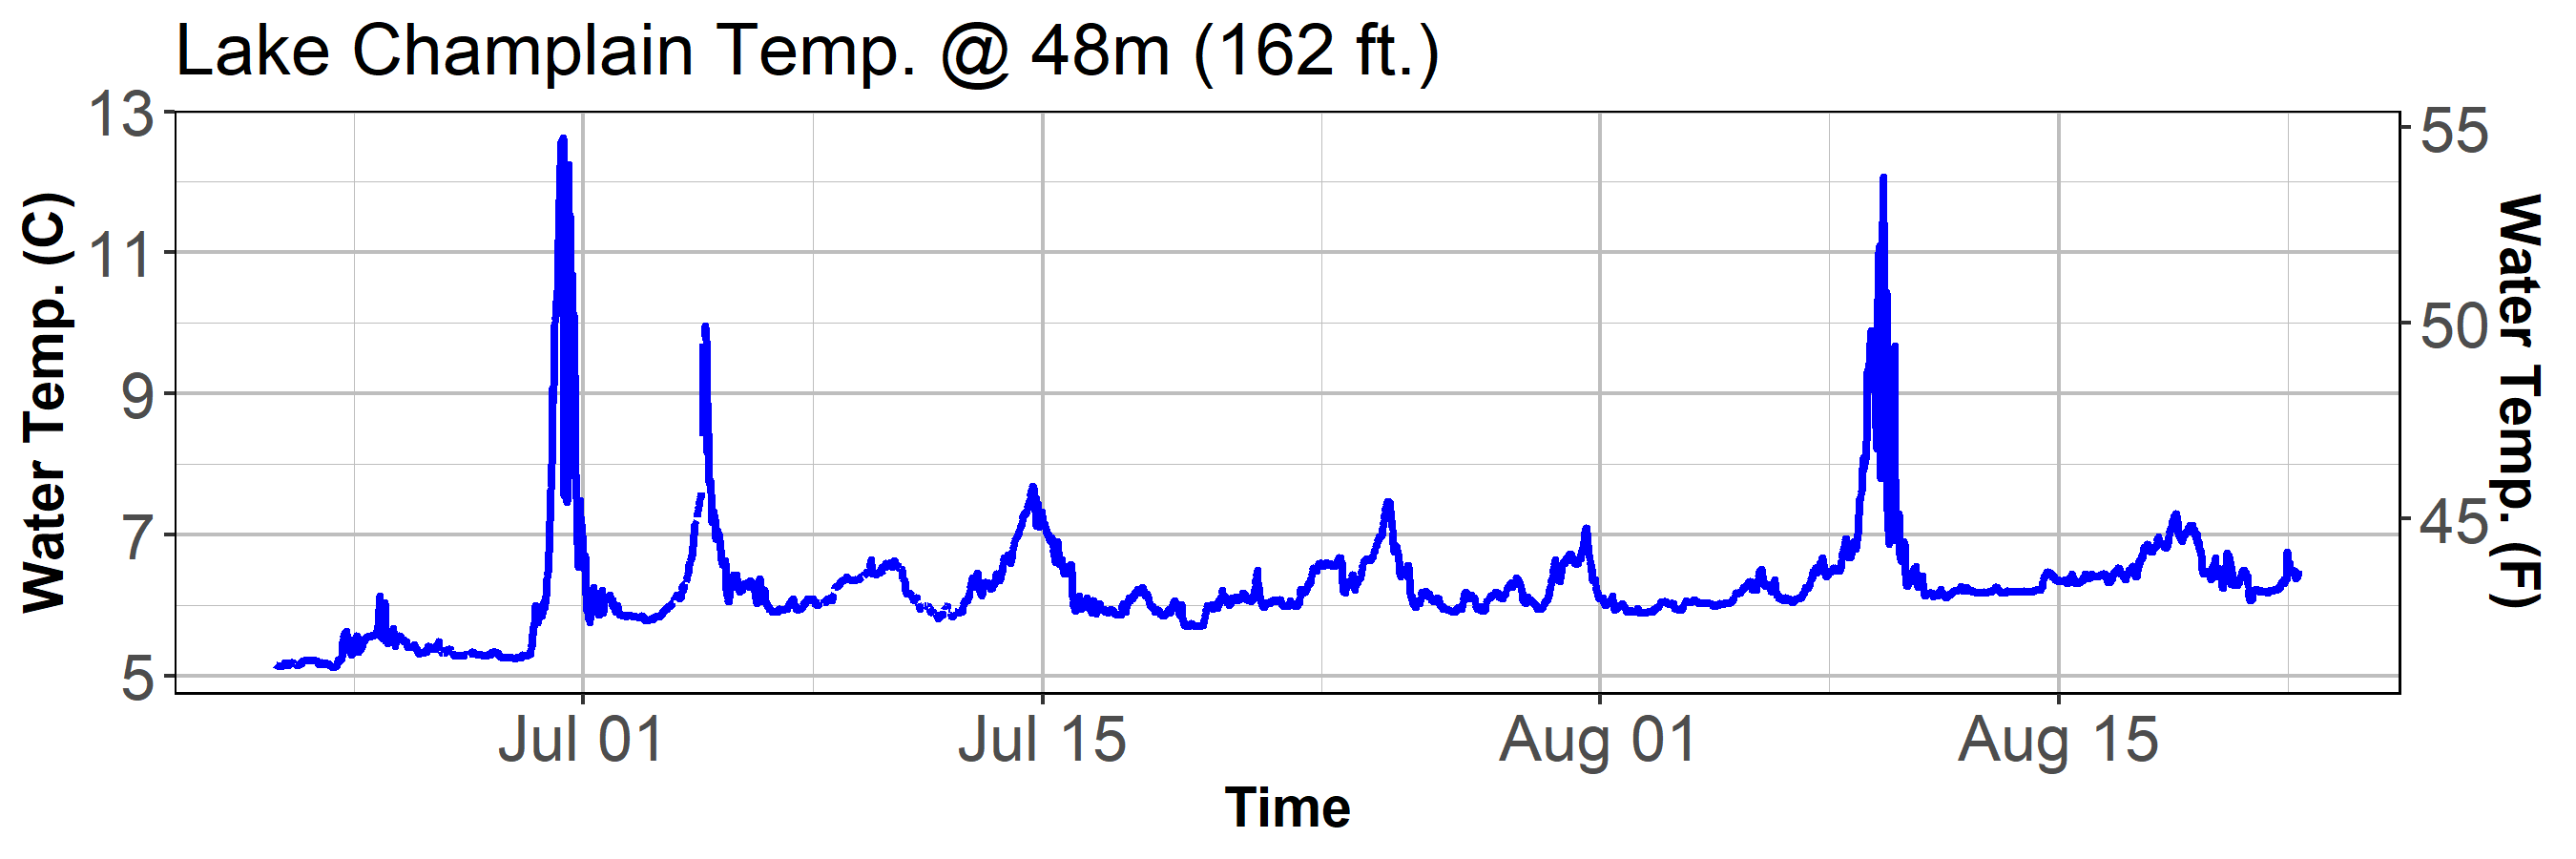 Lake Champlain Temp. @ 48m (162 ft.)
Water Temp. (C)
13
11
9
7
5
55
50
45
Water Temp. (F)
Jul 01
Jul 15
Aug 01
Aug 15
Time